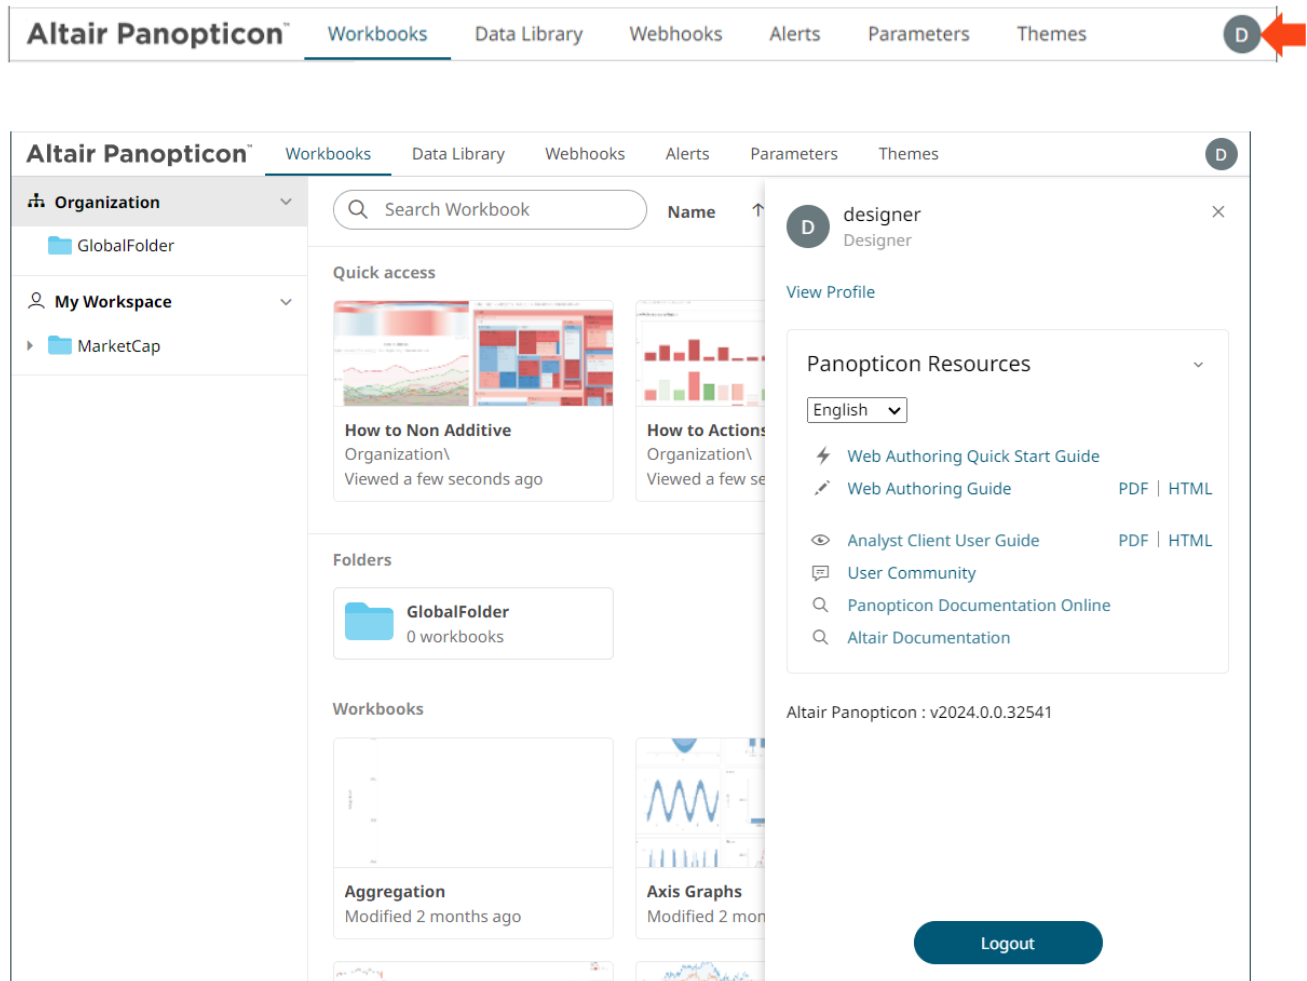 Altair Panopticon™ Workbooks Data Library Webhooks Alerts Parameters Themes D
Altair Panopticon™ Workbooks Data Library Webhooks Alerts Parameters Themes D
Organization
GlobalFolder
My Workspace
MarketCap
Search Workbook Name
Quick access
How to Non Additive
Organization\
Viewed a few seconds ago
How to Actions
Organization\
Viewed a few se
Folders
GlobalFolder
0 workbooks
Workbooks
Aggregation
Modified 2 months ago
Axis Graphs
Modified 2 mon
D
designer
Designer
View Profile
Panopticon Resources
English
Web Authoring Quick Start Guide
Web Authoring Guide PDF | HTML
Analyst Client User Guide PDF | HTML
User Community
Panopticon Documentation Online
Altair Documentation
Altair Panopticon : v2024.0.0.32541
Logout